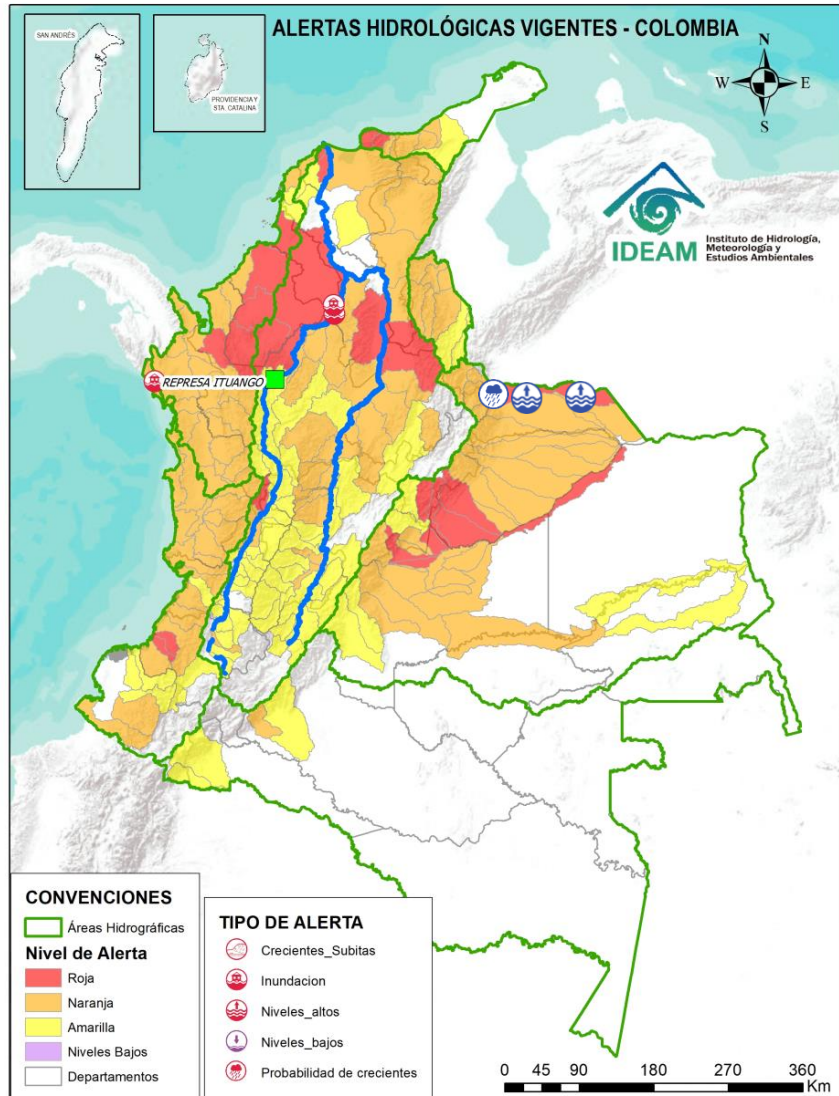 ALERTAS HIDROLÓGICAS VIGENTES - COLOMBIA
SAN ANDRÉS
PROVIDENCIA Y
STA. CATALINA
N
W
E
S
IDEAM
Instituto de Hidrología,
Meteorología y
Estudios Ambientales
REPRESA ITUANGO
CONVENCIONES
Áreas Hidrográficas
Nivel de Alerta
Roja
Naranja
Amarilla
Niveles Bajos
Departamentos
TIPO DE ALERTA
Crecientes_Subitas
Inundacion
Niveles_altos
Niveles_bajos
Probabilidad de crecientes
0 45 90 180 270 360
Km